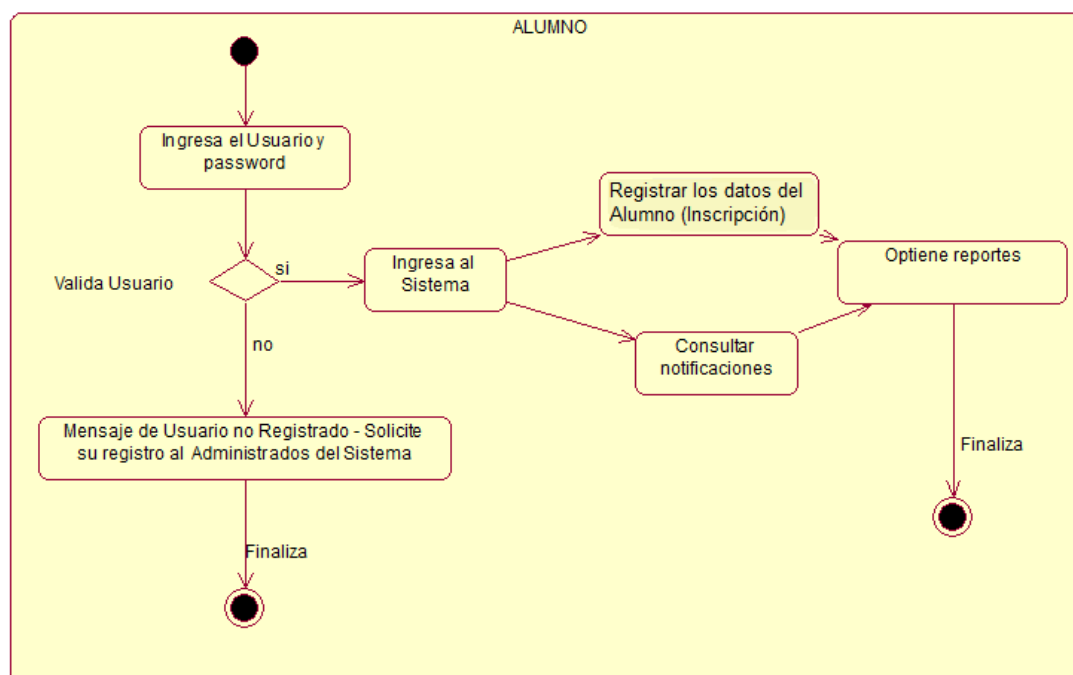 ALUMNO
Ingresa el Usuario y
password
Valida Usuario
si
Ingresa al
Sistema
Registrar los datos del
Alumno (Inscripción)
Optiene reportes
Consultar
notificaciones
no
Mensaje de Usuario no Registrado - Solicite
su registro al Administrados del Sistema
Finaliza
Finaliza